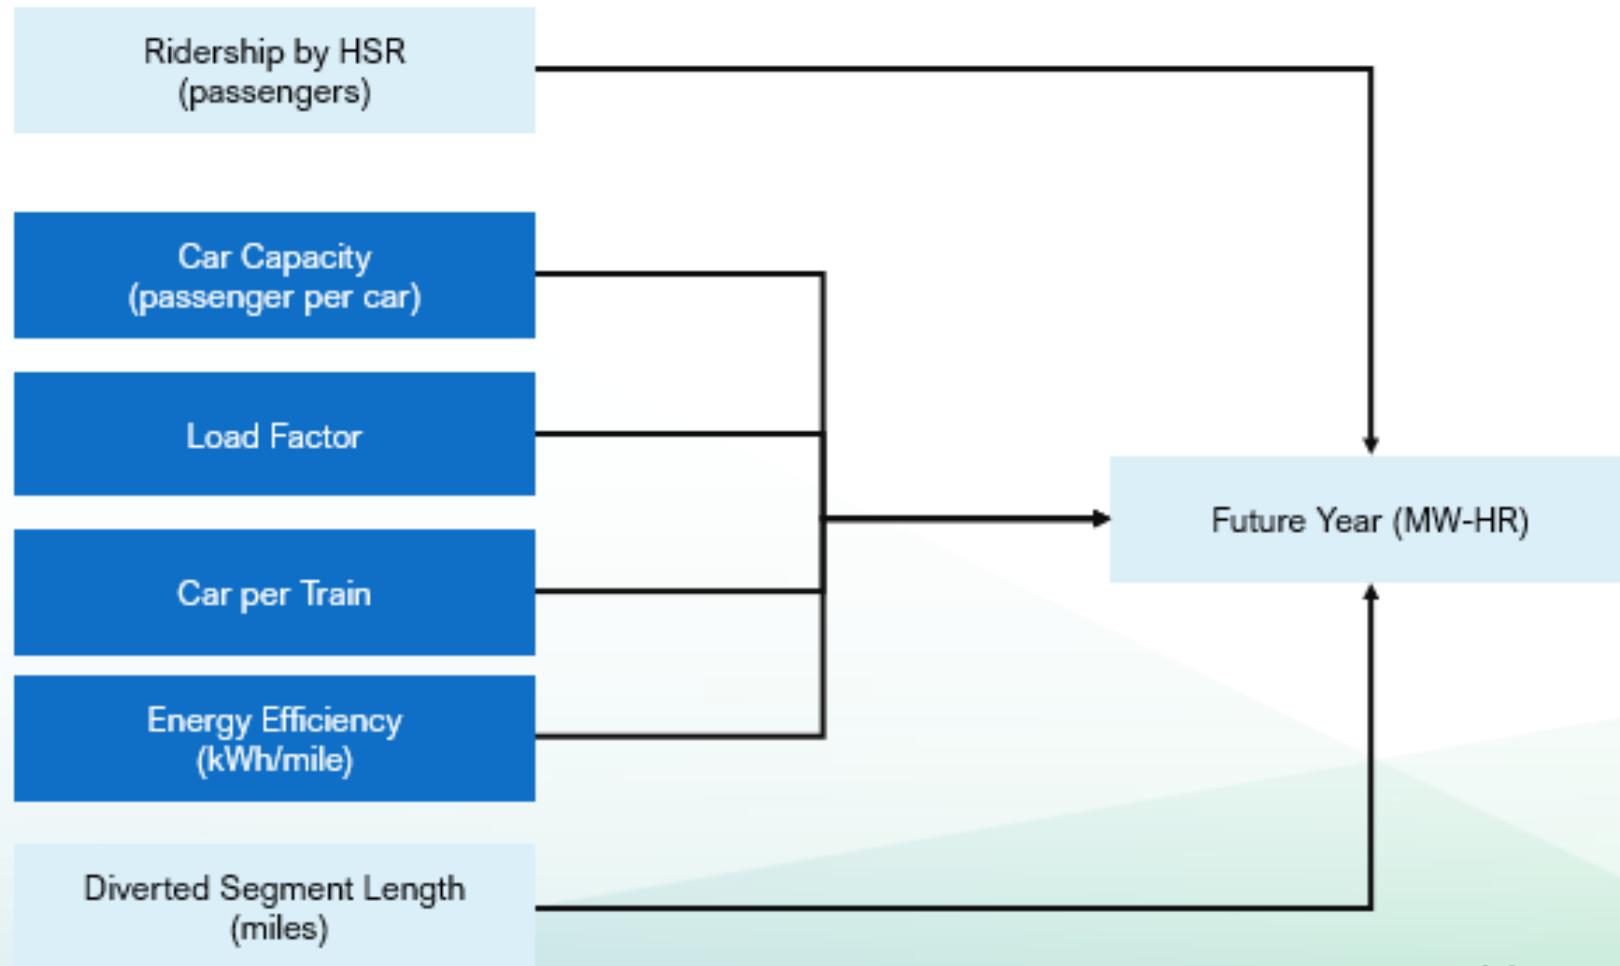 Ridership by HSR
(passengers)
Car Capacity
(passenger per car)
Load Factor
Car per Train
Energy Efficiency
(kWh/mile)
Diverted Segment Length
(miles)
Future Year (MW-HR)